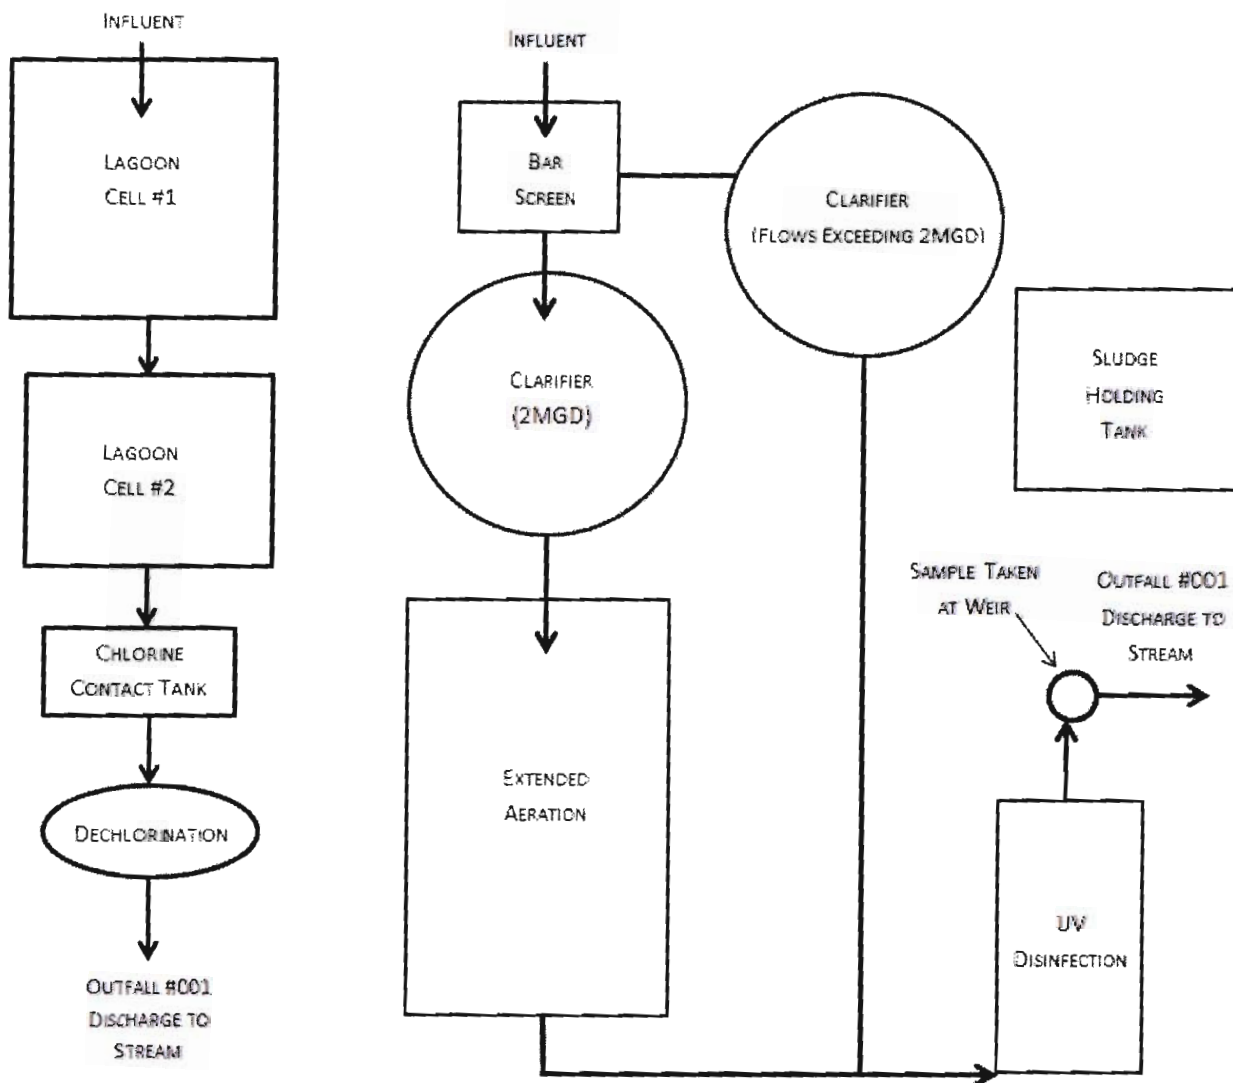 INFLUENT
LAGOON
CELL #1
LAGOON
CELL #2
CHLORINE
CONTACT TANK
DECHLORINATION
OUTFALL #001
DISCHARGE TO
STREAM
INFLUENT
BAR
SCREEN
CLARIFIER
(FLOWS EXCEEDING 2MGD)
CLARIFIER
(2MGD)
EXTENDED
AERATION
SLUDGE
HOLDING
TANK
SAMPLE TAKEN
AT WEIR
OUTFALL #001
DISCHARGE TO
STREAM
UV
DISINFECTION